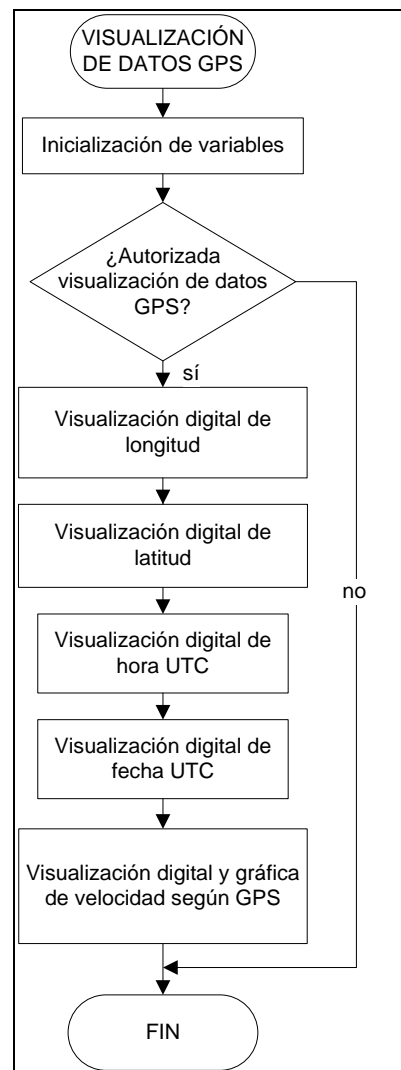 VISUALIZACIÓN
DE DATOS GPS
Inicialización de variables
¿Autorizada
visualización de datos
GPS?
sí
Visualización digital de
longitud
Visualización digital de
latitud
no
Visualización digital de
hora UTC
Visualización digital de
fecha UTC
Visualización digital y gráfica
de velocidad según GPS
FIN